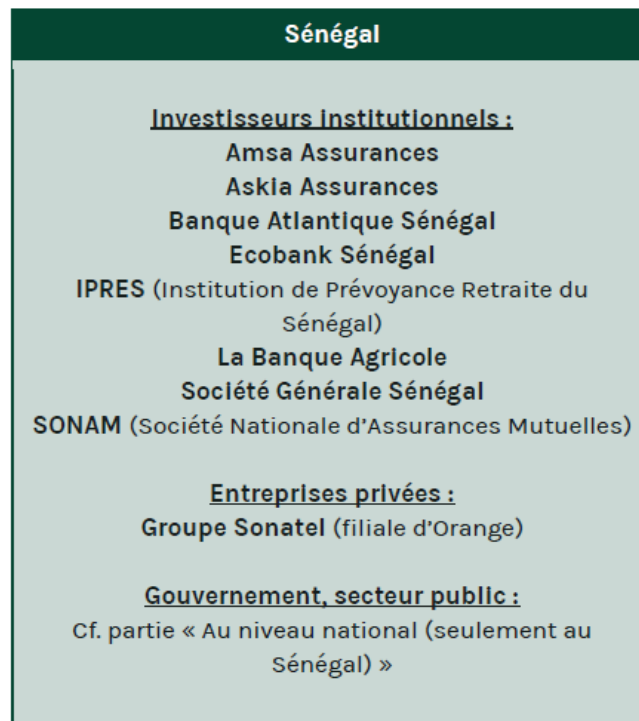 Sénégal
Investisseurs institutionnels :
Amsa Assurances
Askia Assurances
Banque Atlantique Sénégal
Ecobank Sénégal
IPRES (Institution de Prévoyance Retraite du
Sénégal)
La Banque Agricole
Société Générale Sénégal
SONAM (Société Nationale d’Assurances Mutuelles)
Entreprises privées :
Groupe Sonatel (filiale d’Orange)
Gouvernement, secteur public :
Cf. partie « Au niveau national (seulement au
Sénégal) »